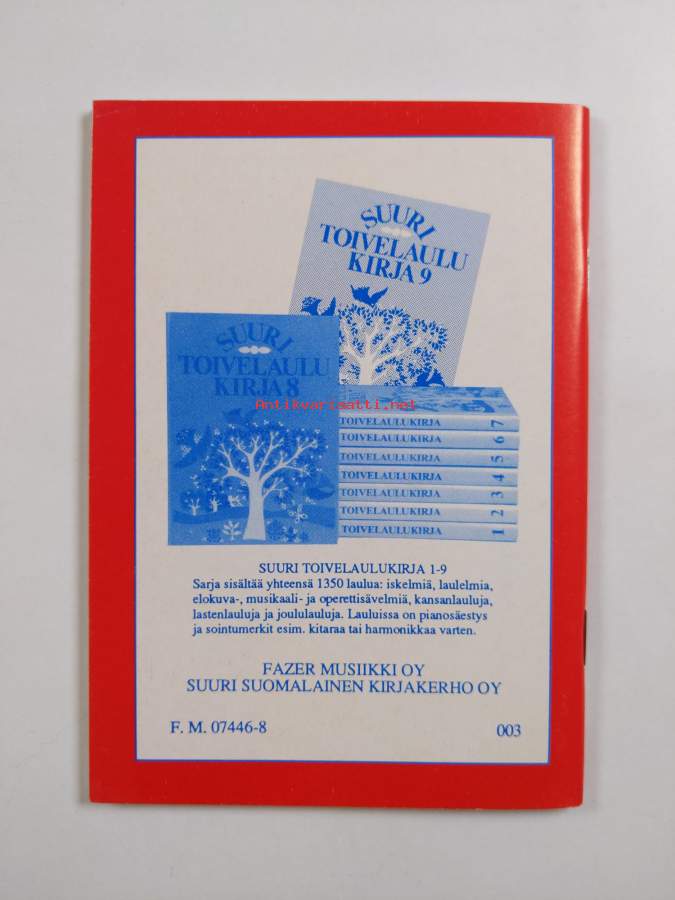 SUURI
TOIVELAULU
KIRJA 9
SUURI
TOIVELAULU
KIRJA 8
Antikvariaatti.net
TOIVELAULUKIRJA 7
TOIVELAULUKIRJA 6
TOIVELAULUKIRJA 5
TOIVELAULUKIRJA 4
TOIVELAULUKIRJA 3
TOIVELAULUKIRJA 2
TOIVELAULUKIRJA 1
SUURI TOIVELAULUKIRJA 1-9
Sarja sisältää yhteensä 1350 laulua: iskelmiä, laulelmia,
elokuva-, musikaali- ja operettisävelmiä, kansanlauluja,
lastenlauluja ja joululauluja. Lauluissa on pianosäestys
ja sointumerkit esim. kitaraa tai harmonikkaa varten.
FAZER MUSIIKKI OY
SUURI SUOMALAINEN KIRJAKERHO OY
F. M. 07446-8 003